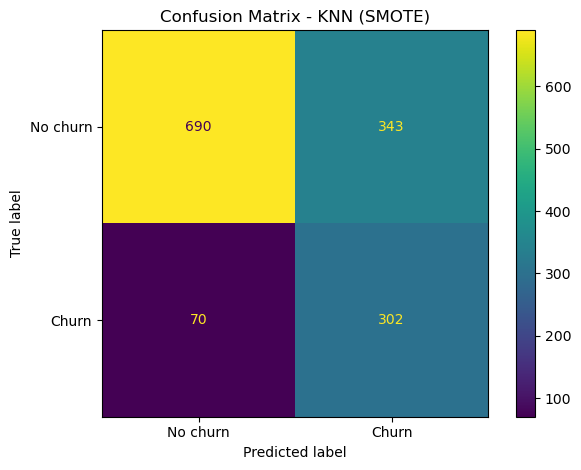 Confusion Matrix - KNN (SMOTE)
True label
No churn
Churn
690
343
70
302
No churn
Churn
Predicted label
600
500
400
300
200
100